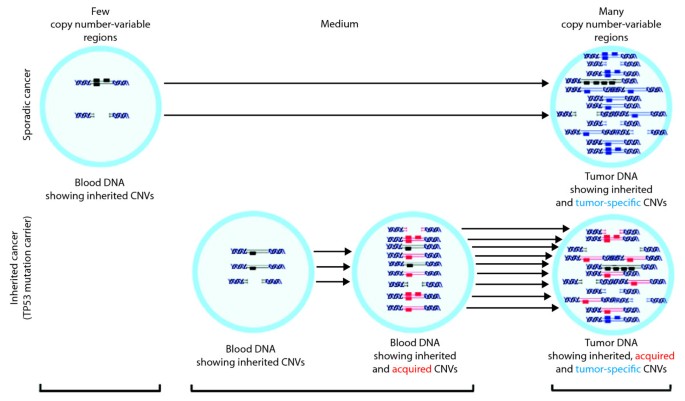 Few
copy number-variable
regions
Medium
Many
copy number-variable
regions
Sporadic cancer
Blood DNA
showing inherited CNVs
Tumor DNA
showing inherited
and tumor-specific CNVs
Inherited cancer
(TP53 mutation carrier)
Blood DNA
showing inherited CNVs
Blood DNA
showing inherited
and acquired CNVs
Tumor DNA
showing inherited, acquired
and tumor-specific CNVs